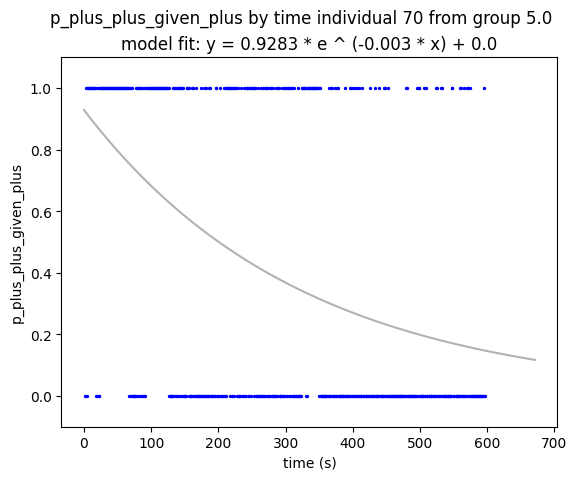 p_plus_plus_given_plus by time individual 70 from group 5.0
model fit: y = 0.9283 * e ^ (-0.003 * x) + 0.0
p_plus_plus_given_plus
1.0
0.8
0.6
0.4
0.2
0.0
0 100 200 300 400 500 600 700
time (s)